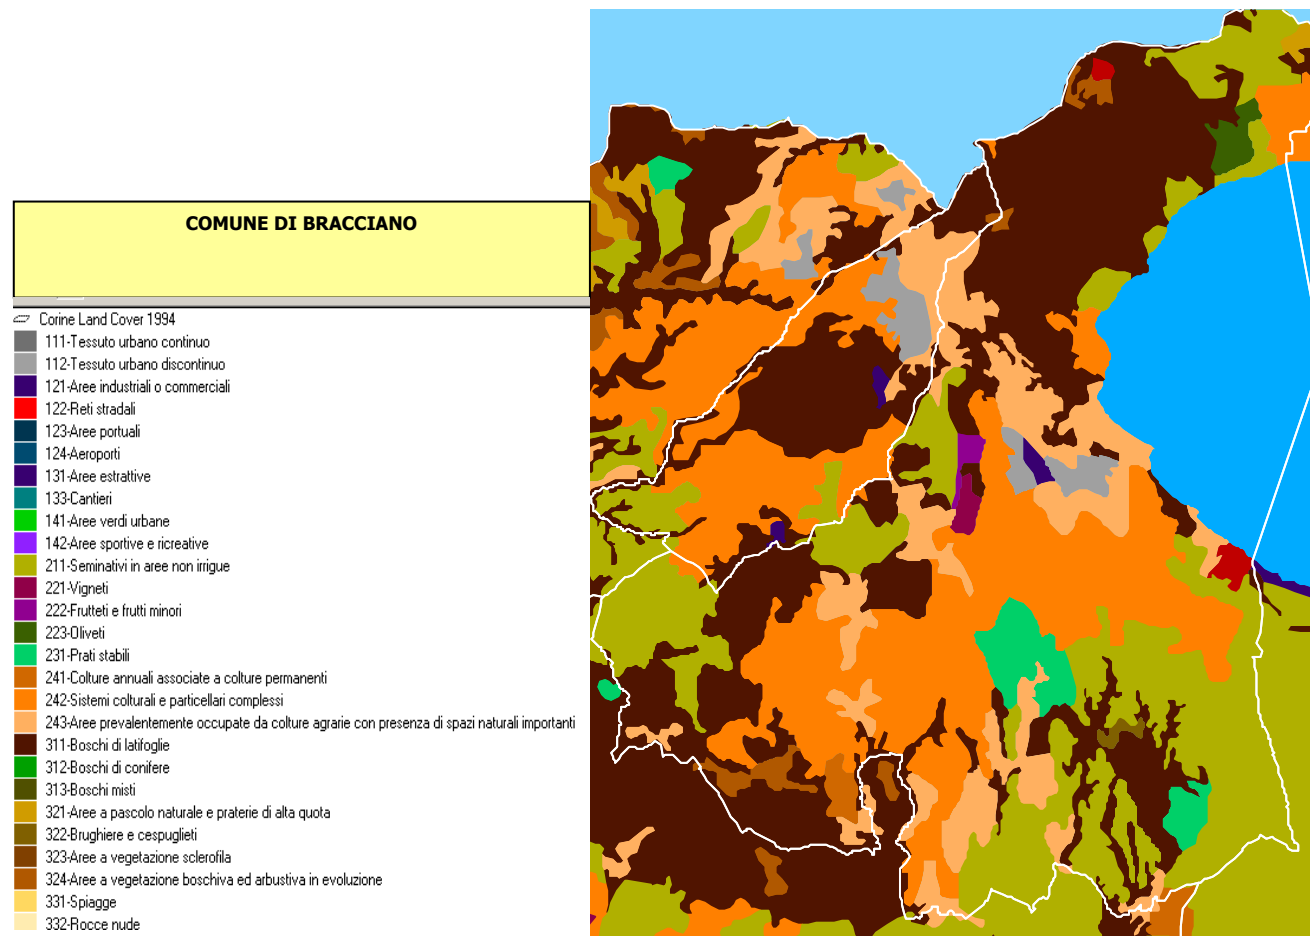 COMUNE DI BRACCIANO
Corine Land Cover 1994
111-Tessuto urbano continuo
112-Tessuto urbano discontinuo
121-Aree industriali o commerciali
122-Reti stradali
123-Aree portuali
124-Aeroporti
131-Aree estrattive
133-Cantieri
141-Aree verdi urbane
142-Aree sportive e ricreative
211-Seminativi in aree non irrigue
221-Vigneti
222-Frutteti e frutti minori
223-Oliveti
231-Prati stabili
241-Colture annuali associate a colture permanenti
242-Sistemi colturali e particellari complessi
243-Aree prevalentemente occupate da colture agrarie con presenza di spazi naturali importanti
311-Boschi di latifoglie
312-Boschi di conifere
313-Boschi misti
321-Aree a pascolo naturale e praterie di alta quota
322-Brughiere e cespuglieti
323-Aree a vegetazione sclerofila
324-Aree a vegetazione boschiva ed arbustiva in evoluzione
331-Spiagge
332-Rocce nude